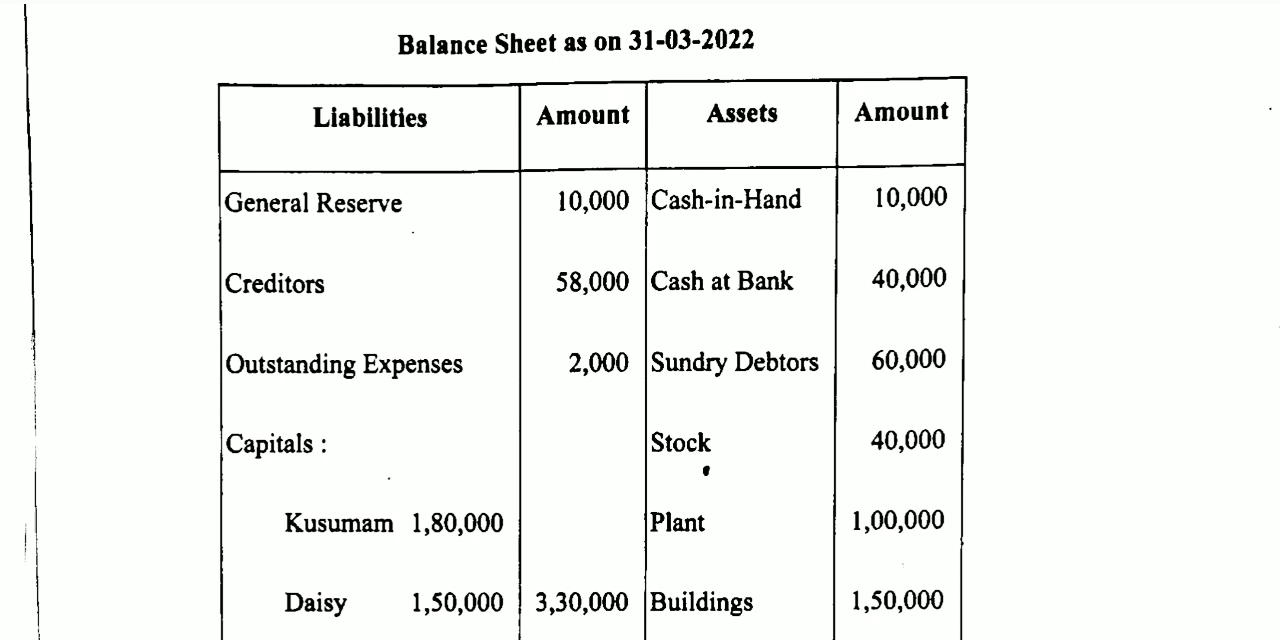 Balance Sheet as on 31-03-2022
Liabilities Amount Assets Amount
General Reserve 10,000 Cash-in-Hand 10,000
Creditors 58,000 Cash at Bank 40,000
Outstanding Expenses 2,000 Sundry Debtors 60,000
Capitals : Stock 40,000
Kusumam 1,80,000 Plant 1,00,000
Daisy 1,50,000 3,30,000 Buildings 1,50,000